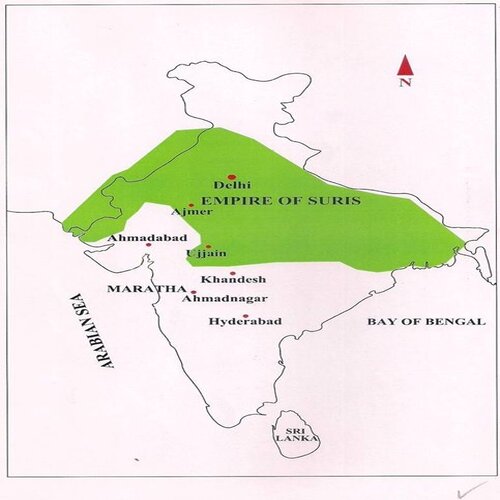 N
Delhi
EMPIRE OF SURIS
Ajmer
Ahmadabad
Ujjain
Khandesh
MARATHA
Ahmadnagar
Hyderabad
ARABIAN SEA
BAY OF BENGAL
SRI
LANKA